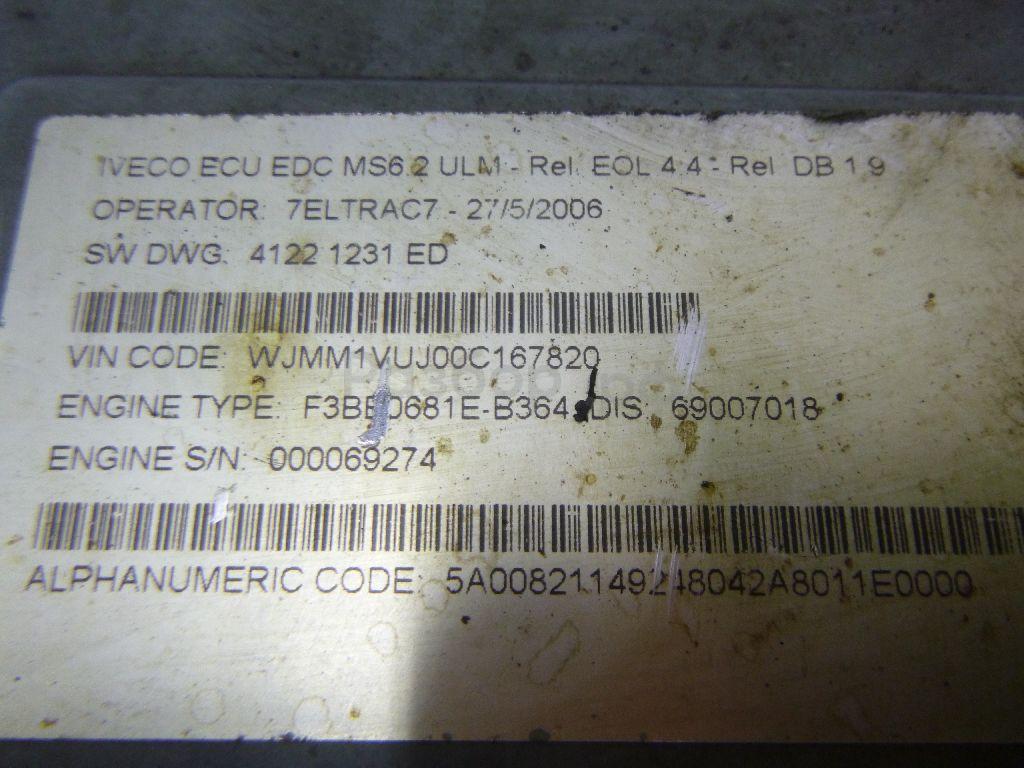 IVECO ECU EDC MS6.2 ULM - Rel. EOL 4.4 - Rel. DB 1.9
OPERATOR: 7ELTRAC7 - 27/5/2006
SW DWG: 4122 1231 ED
VIN CODE: WJMM1VUJ00C167820
ENGINE TYPE: DIS: 69007018
ENGINE S/N: 000069274
ALPHANUMERIC CODE: